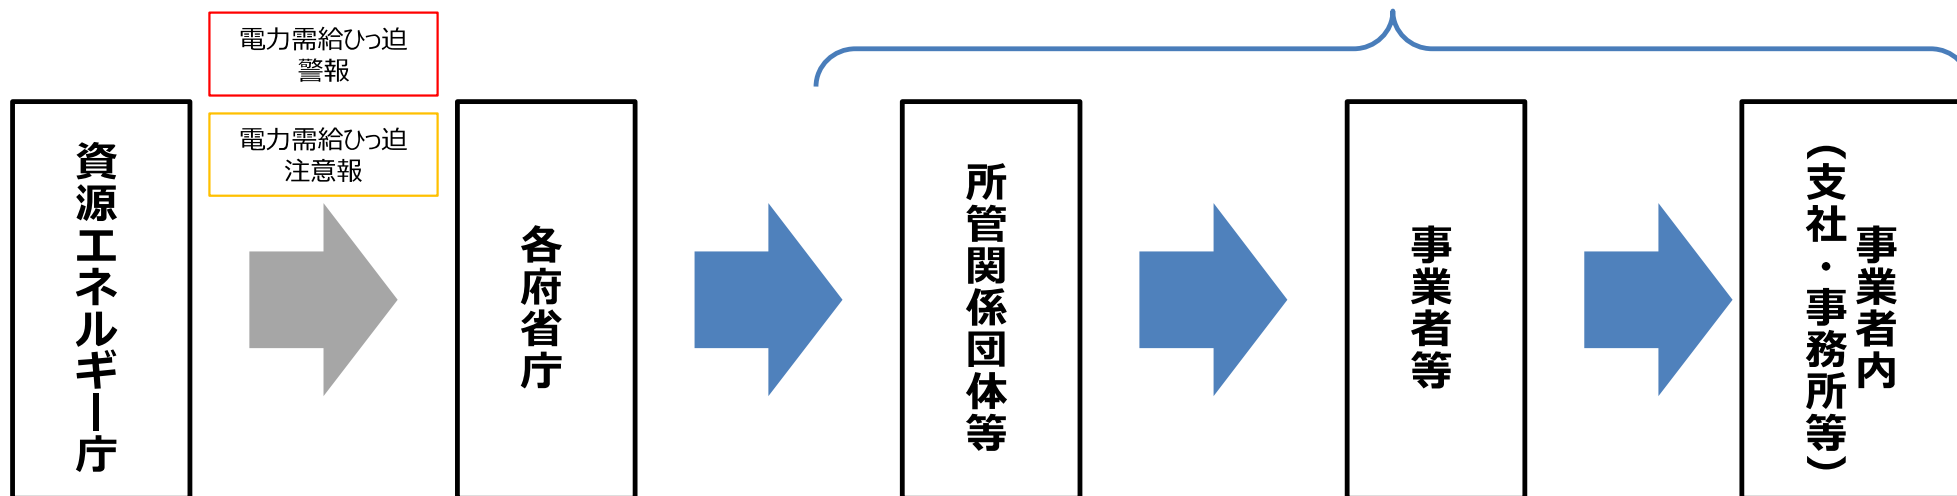 資源エネルギー庁
電力需給ひっ迫
警報
電力需給ひっ迫
注意報
各府省庁
所管関係団体等
事業者等
事業者内
（支社・事務所等）